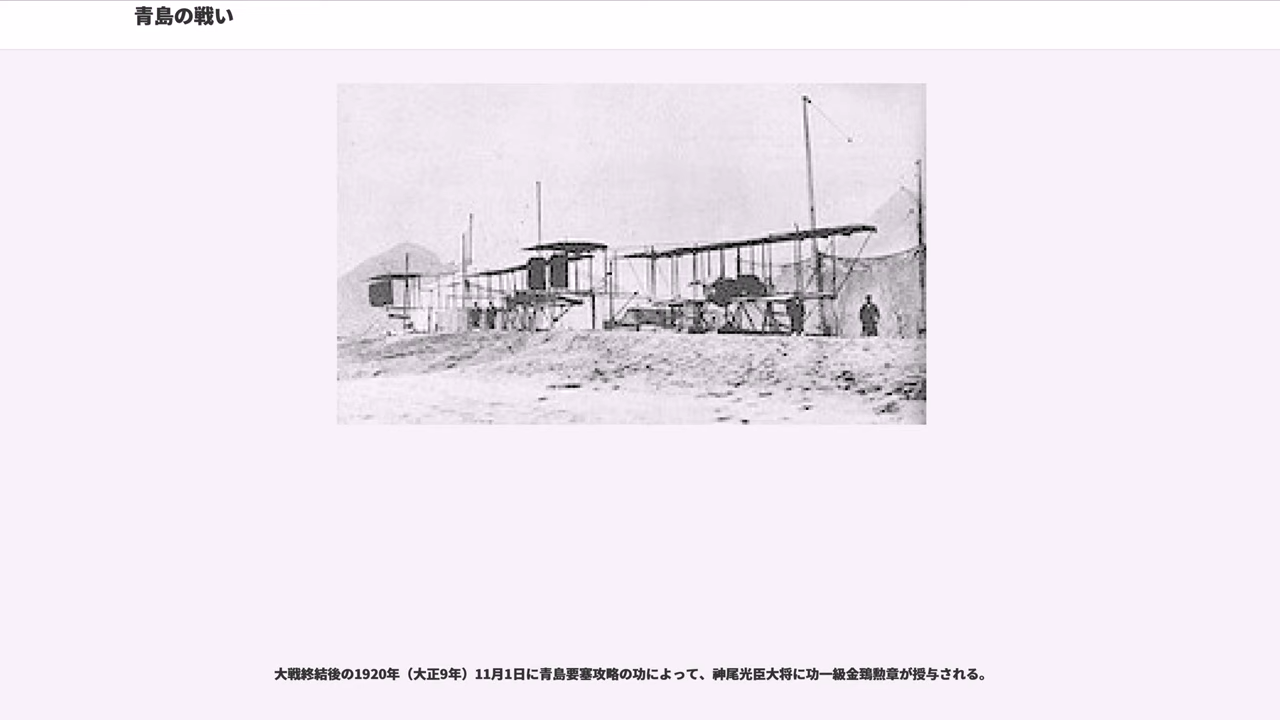 青島の戦い
大戦終結後の1920年（大正9年）11月1日に青島要塞攻略の功によって、神尾光臣大将に功一級金鵄勲章が授与される。